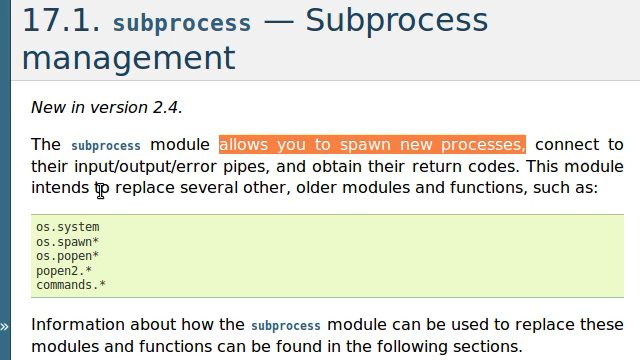 17.1. subprocess — Subprocess
management
New in version 2.4.
The subprocess module allows you to spawn new processes, connect to
their input/output/error pipes, and obtain their return codes. This module
intends to replace several other, older modules and functions, such as:
os.system
os.spawn*
os.popen*
popen2.*
commands.*
»
Information about how the subprocess module can be used to replace these
modules and functions can be found in the following sections.